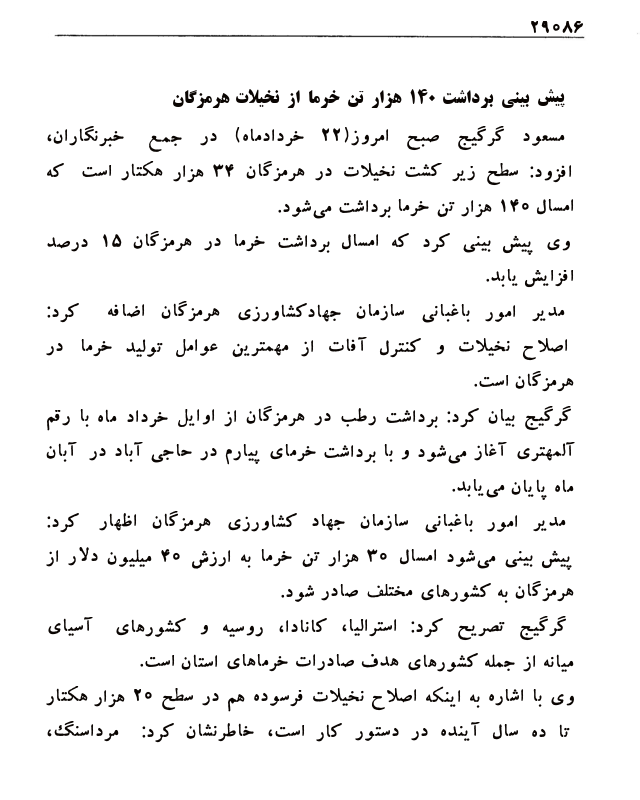 ۲۹۰۸۶
پیش بینی برداشت ۱۴۰ هزار تن خرما از نخیلات هرمزگان
مسعود گرگیج صبح امروز(۲۲ خردادماه) در جمع خبرنگاران،
افزود: سطح زیر کشت نخیلات در هرمزگان ۳۴ هزار هکتار است که
امسال ۱۴۰ هزار تن خرما برداشت می‌شود.
وی پیش بینی کرد که امسال برداشت خرما در هرمزگان ۱۵ درصد
افزایش یابد.
مدیر امور باغبانی سازمان جهادکشاورزی هرمزگان اضافه کرد:
اصلاح نخیلات و کنترل آفات از مهمترین عوامل تولید خرما در
هرمزگان است.
گرگیج بیان کرد: برداشت رطب در هرمزگان از اوایل خرداد ماه با رقم
آلمهتری آغاز می‌شود و با برداشت خرمای پیارم در حاجی آباد در آبان
ماه پایان می‌یابد.
مدیر امور باغبانی سازمان جهاد کشاورزی هرمزگان اظهار کرد:
پیش بینی می‌شود امسال ۳۰ هزار تن خرما به ارزش ۴۰ میلیون دلار از
هرمزگان به کشورهای مختلف صادر شود.
گرگیج تصریح کرد: استرالیا، کانادا، روسیه و کشورهای آسیای
میانه از جمله کشورهای هدف صادرات خرماهای استان است.
وی با اشاره به اینکه اصلاح نخیلات فرسوده هم در سطح ۲۵ هزار هکتار
تا ده سال آینده در دستور کار است، خاطرنشان کرد: مرداسنگ،